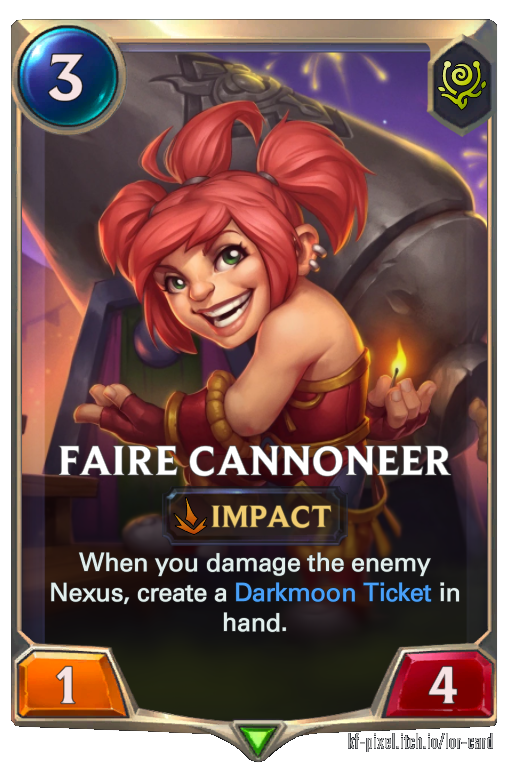 3
FAIRE CANNONEER
IMPACT
When you damage the enemy
Nexus, create a Darkmoon Ticket in
hand.
1
4
kf-pixel.itch.io/lor-card